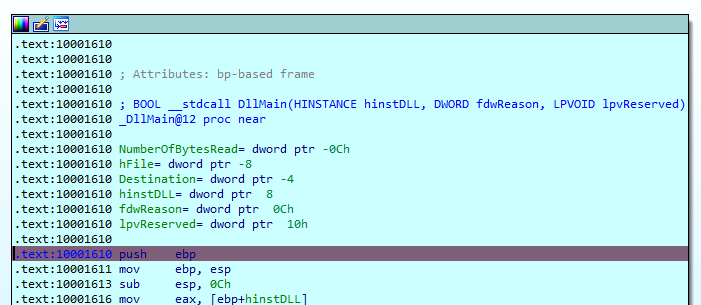 .text:10001610
.text:10001610
.text:10001610 ; Attributes: bp-based frame
.text:10001610
.text:10001610 ; BOOL __stdcall DllMain(HINSTANCE hinstDLL, DWORD fdwReason, LPVOID lpvReserved)
.text:10001610 _DllMain@12 proc near
.text:10001610
.text:10001610 NumberOfBytesRead= dword ptr -0Ch
.text:10001610 hFile= dword ptr -8
.text:10001610 Destination= dword ptr -4
.text:10001610 hinstDLL= dword ptr  8
.text:10001610 fdwReason= dword ptr  0Ch
.text:10001610 lpvReserved= dword ptr  10h
.text:10001610
.text:10001610 push    ebp
.text:10001611 mov     ebp, esp
.text:10001613 sub     esp, 0Ch
.text:10001616 mov     eax, [ebp+hinstDLL]